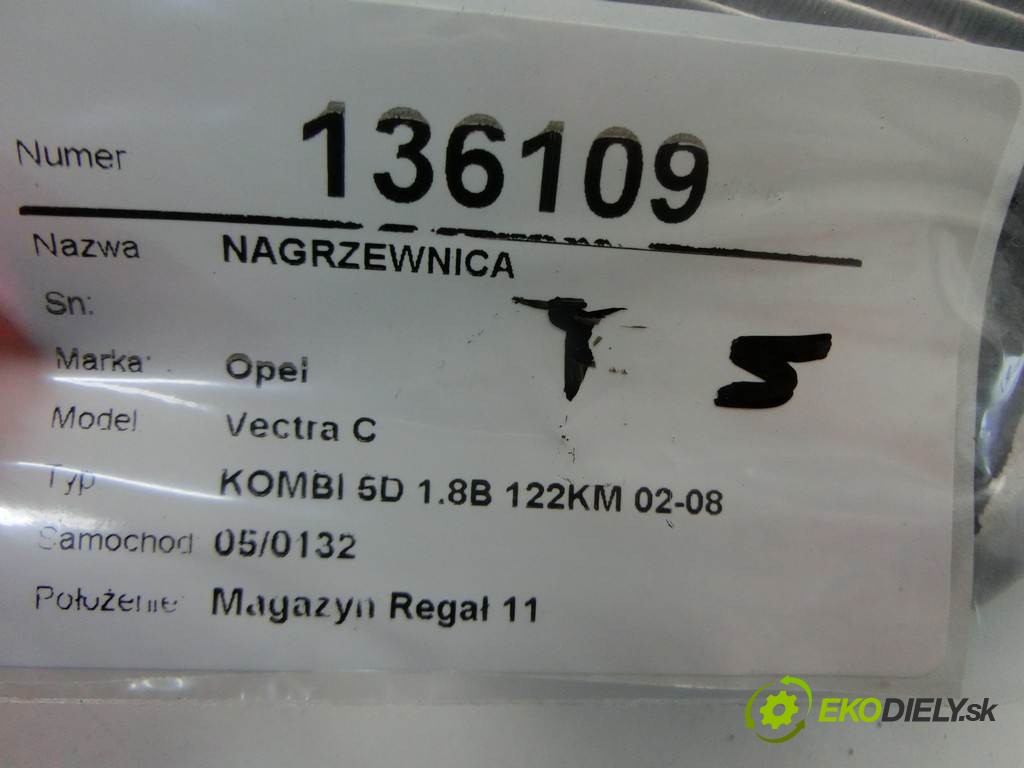 Numer 136109
Nazwa NAGRZEWNICA
Sn:
T 5
Marka: Opel
Model Vectra C
Typ KOMBI 5D 1.8B 122KM 02-08
Samochod 05/0132
Położenie: Magazyn Regał 11
EKODIELY.sk